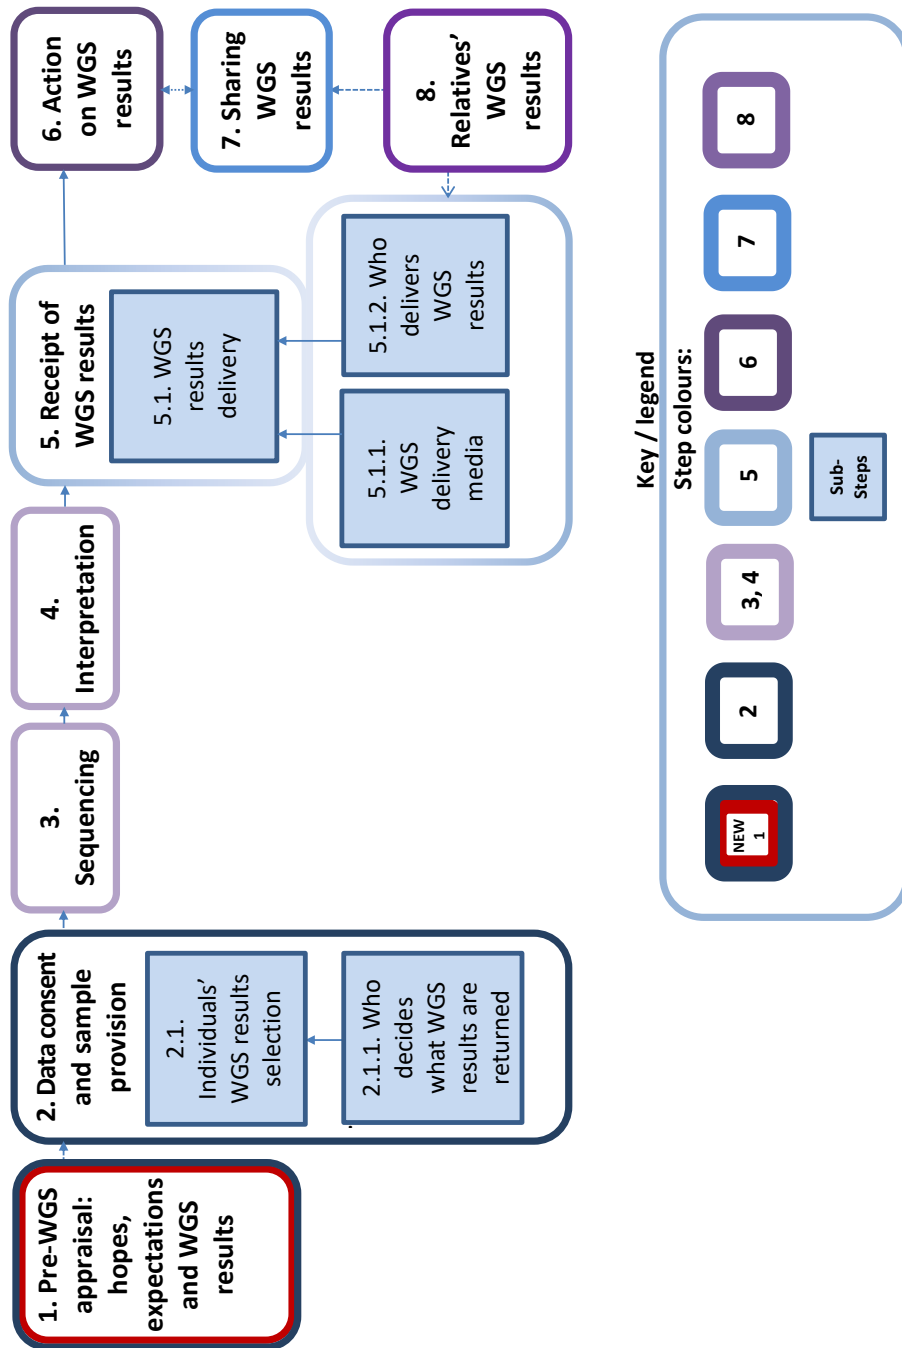 1. Pre-WGS
appraisal:
hopes,
expectations
and WGS
results
2. Data consent
and sample
provision
2.1.
Individuals’
WGS results
selection
2.1.1. Who
decides
what WGS
results are
returned
3.
Sequencing
4.
Interpretation
5. Receipt of
WGS results
5.1. WGS
results
delivery
5.1.1.
WGS
delivery
media
5.1.2. Who
delivers
WGS
results
6. Action
on WGS
results
7. Sharing
WGS
results
8.
Relatives’
WGS
results
Key / legend
Step colours:
NEW
1
2
3, 4
5
6
7
8
Sub-
Steps